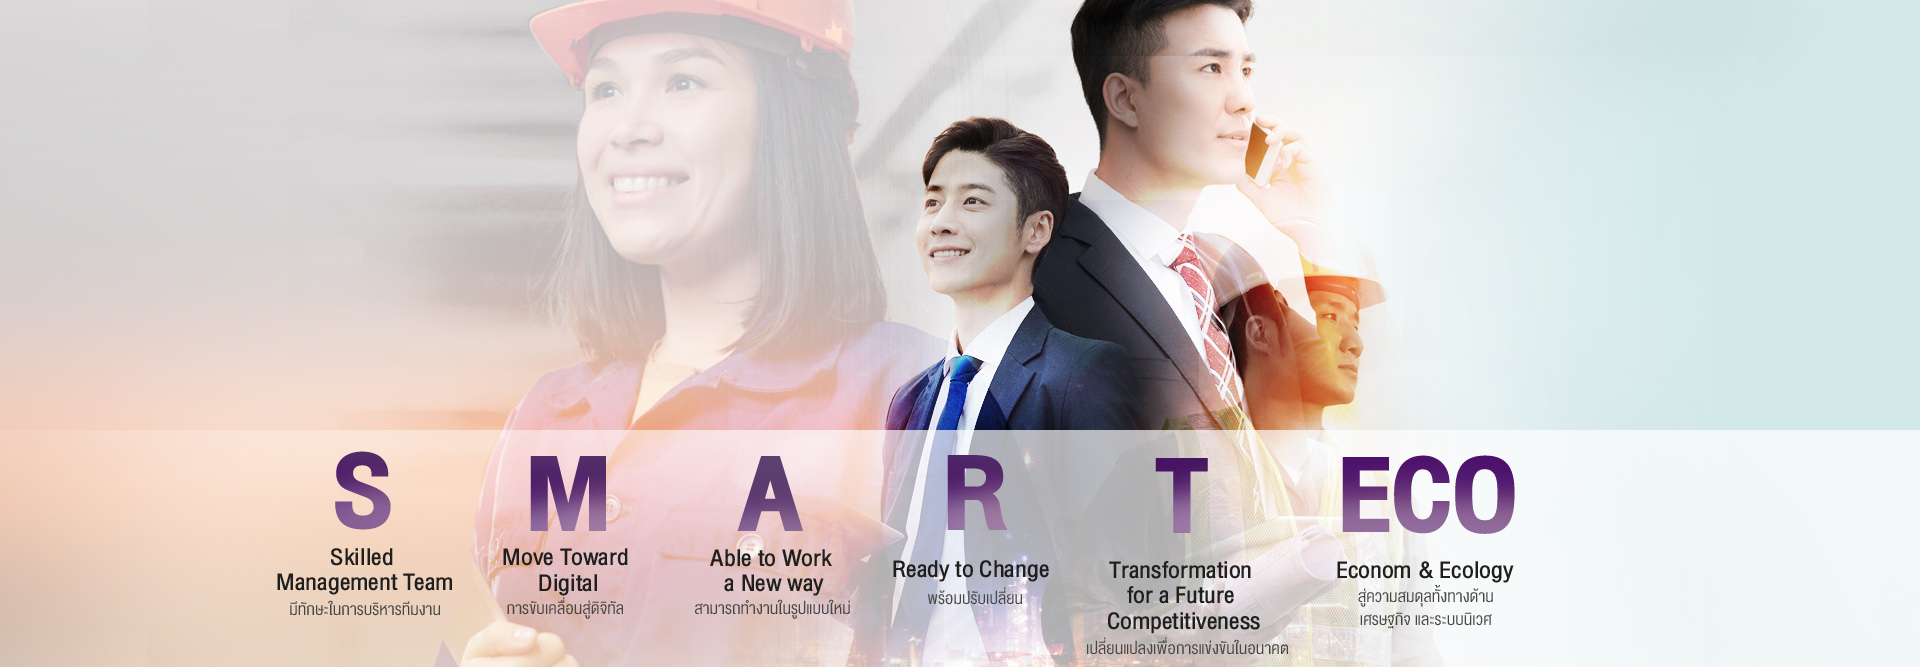 S
Skilled
Management Team
มีทักษะในการบริหารทีมงาน
M
Move Toward
Digital
การขับเคลื่อนสู่ดิจิทัล
A
Able to Work
a New way
สามารถทำงานในรูปแบบใหม่
R
Ready to Change
พร้อมปรับเปลี่ยน
T
Transformation
for a Future
Competitiveness
เปลี่ยนแปลงเพื่อการแข่งขันในอนาคต
ECO
Econom & Ecology
สู่ความสมดุลทั้งทางด้าน
เศรษฐกิจ และระบบนิเวศ